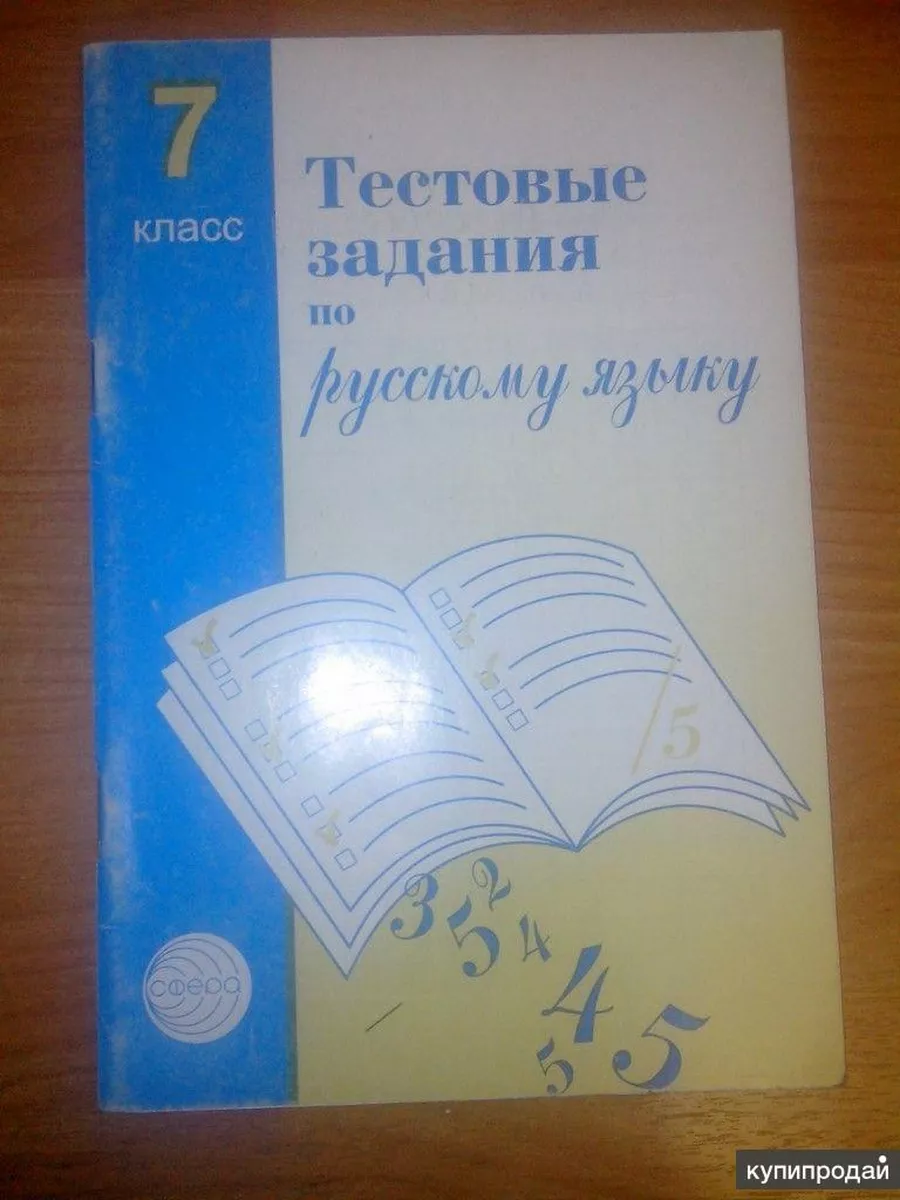 7
класс
Тестовые
задания
по
русскому языку
5
3
2
5
4
4
5
5
сфера
купипродай